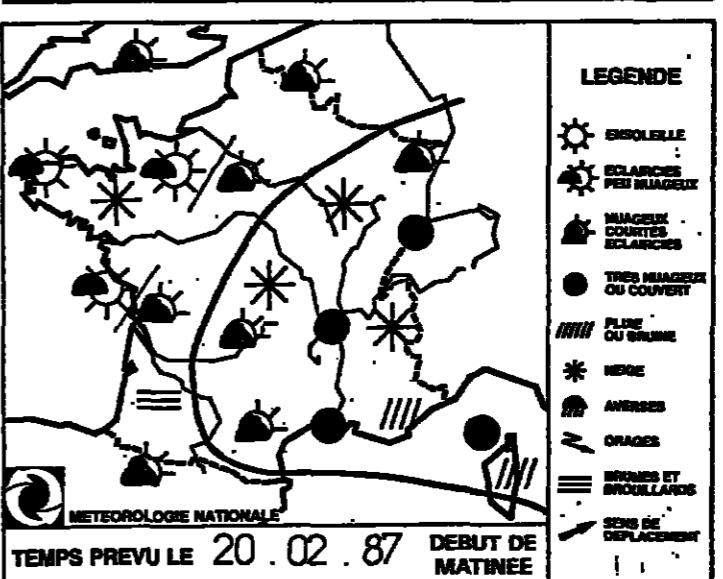 LEGENDE
ENSOLEILLE
ECLAIRCIES
PEU NUAGEUX
NUAGEUX
COURTES
ECLAIRCIES
TRES NUAGEUX
OU COUVERT
PLUIE
OU BRUINE
NEIGE
AVERSES
ORAGES
BRUMES ET
BROUILLARDS
SENS DE
DEPLACEMENT
METEOROLOGIE NATIONALE
TEMPS PREVU LE 20.02.87 DEBUT DE
MATINEE